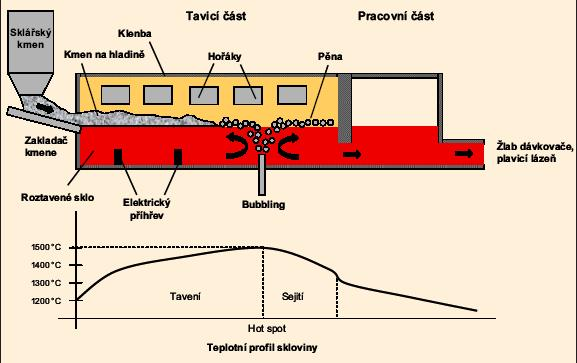 Tavicí část
Pracovní část
Sklářský
kmen
Klenba
Kmen na hladině
Hořáky
Pěna
Zakladač
kmene
Žlab dávkovače,
plavicí lázeň
Roztavené sklo
Elektrický
příhřev
Bubbling
1500°C
1400°C
1300°C
1200°C
Tavení
Sejití
Hot spot
Teplotní profil skloviny